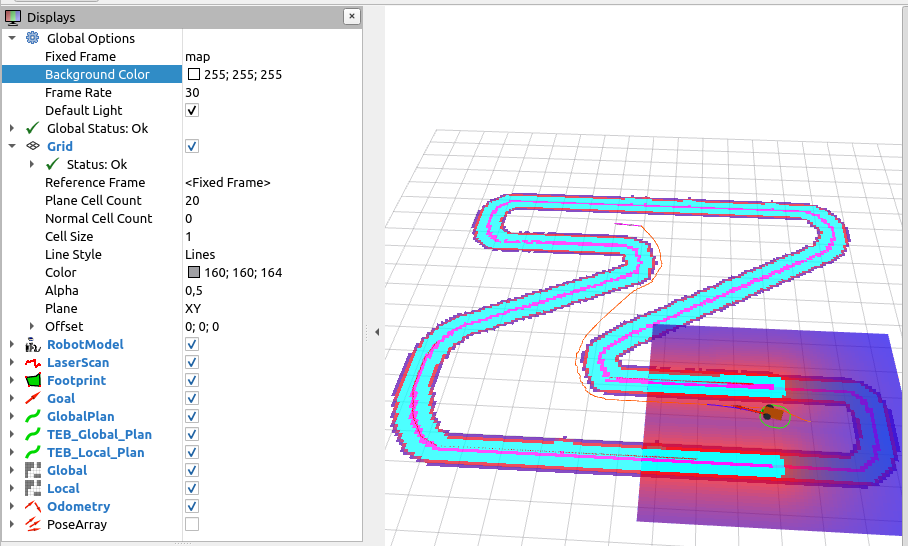 Displays
Global Options
Fixed Frame map
Background Color 255; 255; 255
Frame Rate 30
Default Light
Global Status: Ok
Grid
Status: Ok
Reference Frame <Fixed Frame>
Plane Cell Count 20
Normal Cell Count 0
Cell Size 1
Line Style Lines
Color 160; 160; 164
Alpha 0,5
Plane XY
Offset 0; 0; 0
RobotModel
LaserScan
Footprint
Goal
GlobalPlan
TEB_Global_Plan
TEB_Local_Plan
Global
Local
Odometry
PoseArray